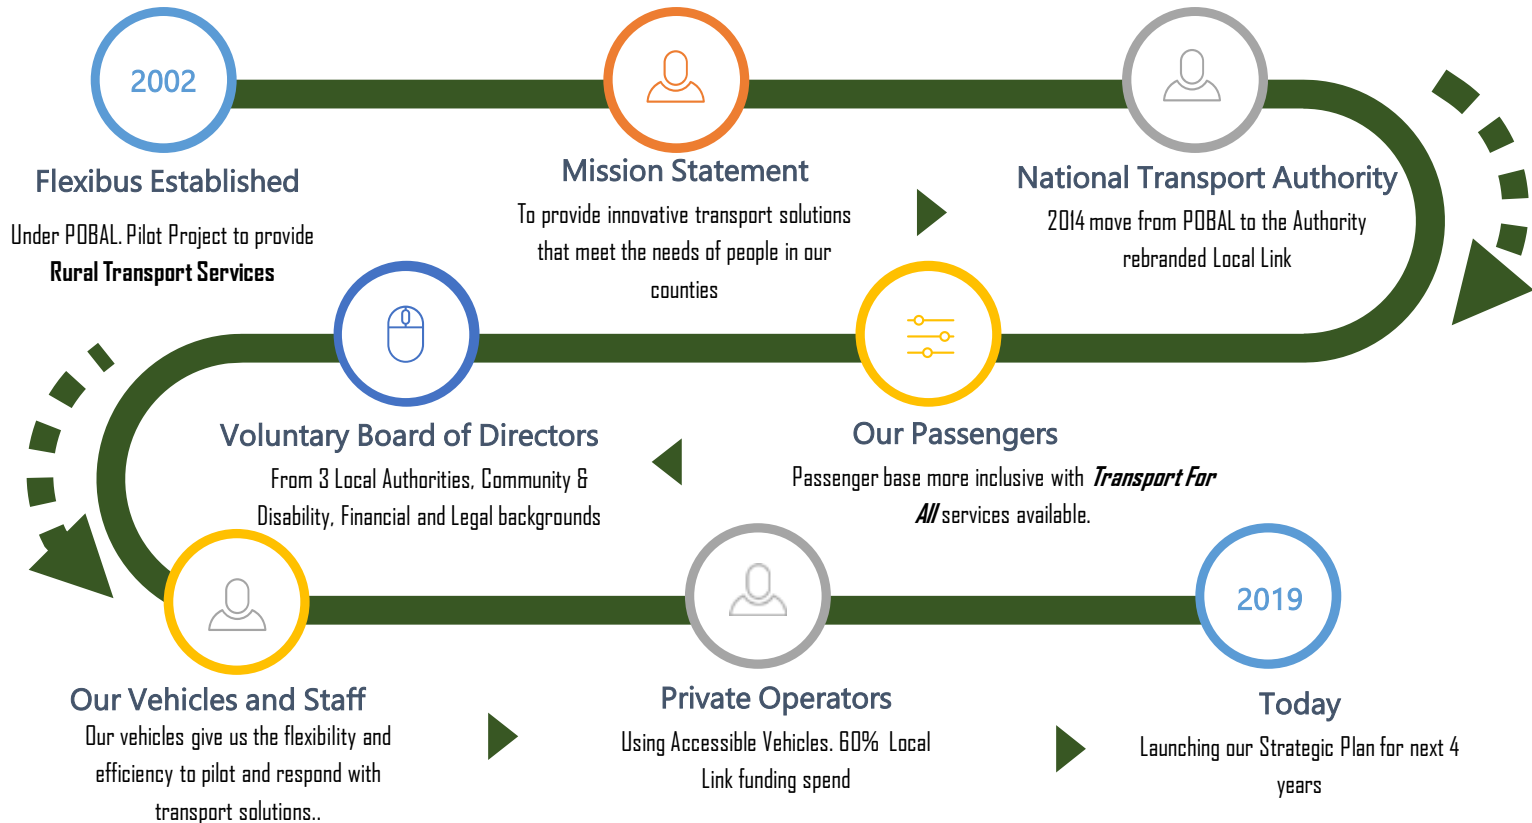 2002
Flexibus Established
Under POBAL. Pilot Project to provide
Rural Transport Services
Mission Statement
To provide innovative transport solutions
that meet the needs of people in our
counties
National Transport Authority
2014 move from POBAL to the Authority
rebranded Local Link
Our Passengers
Passenger base more inclusive with Transport For
All services available.
Voluntary Board of Directors
From 3 Local Authorities, Community &
Disability, Financial and Legal backgrounds
Our Vehicles and Staff
Our vehicles give us the flexibility and
efficiency to pilot and respond with
transport solutions..
Private Operators
Using Accessible Vehicles. 60% Local
Link funding spend
2019
Today
Launching our Strategic Plan for next 4
years